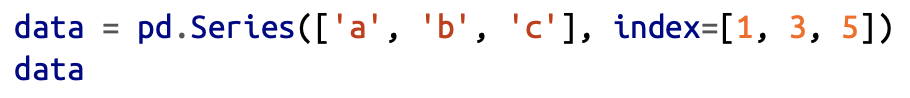 data = pd.Series(['a', 'b', 'c'], index=[1, 3, 5])
data